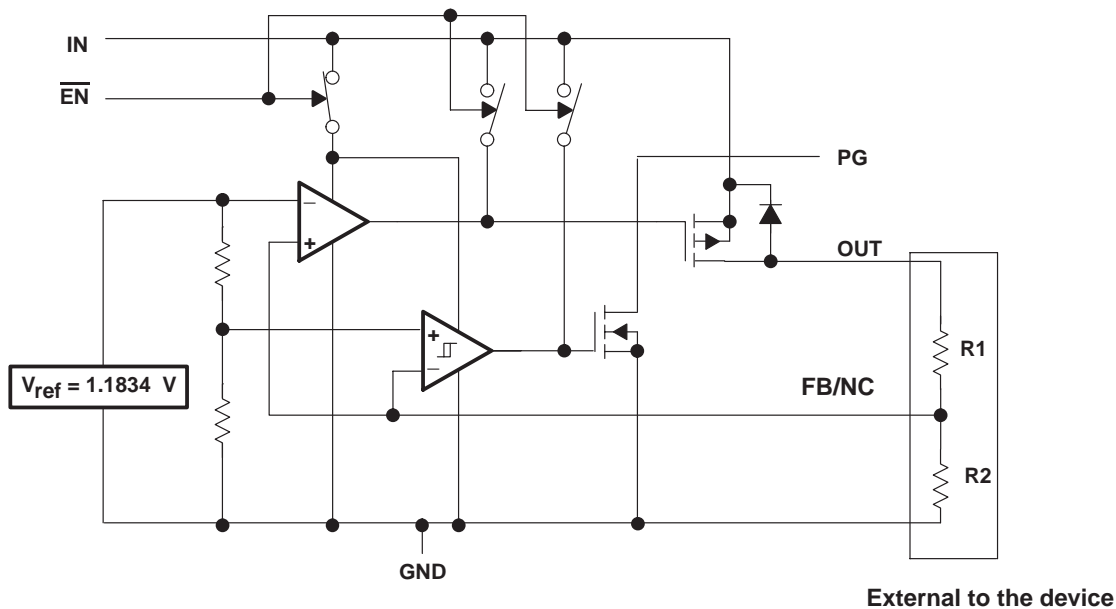 IN
EN
PG
−
+
OUT
+
−
R1
Vref = 1.1834 V
FB/NC
R2
GND
External to the device